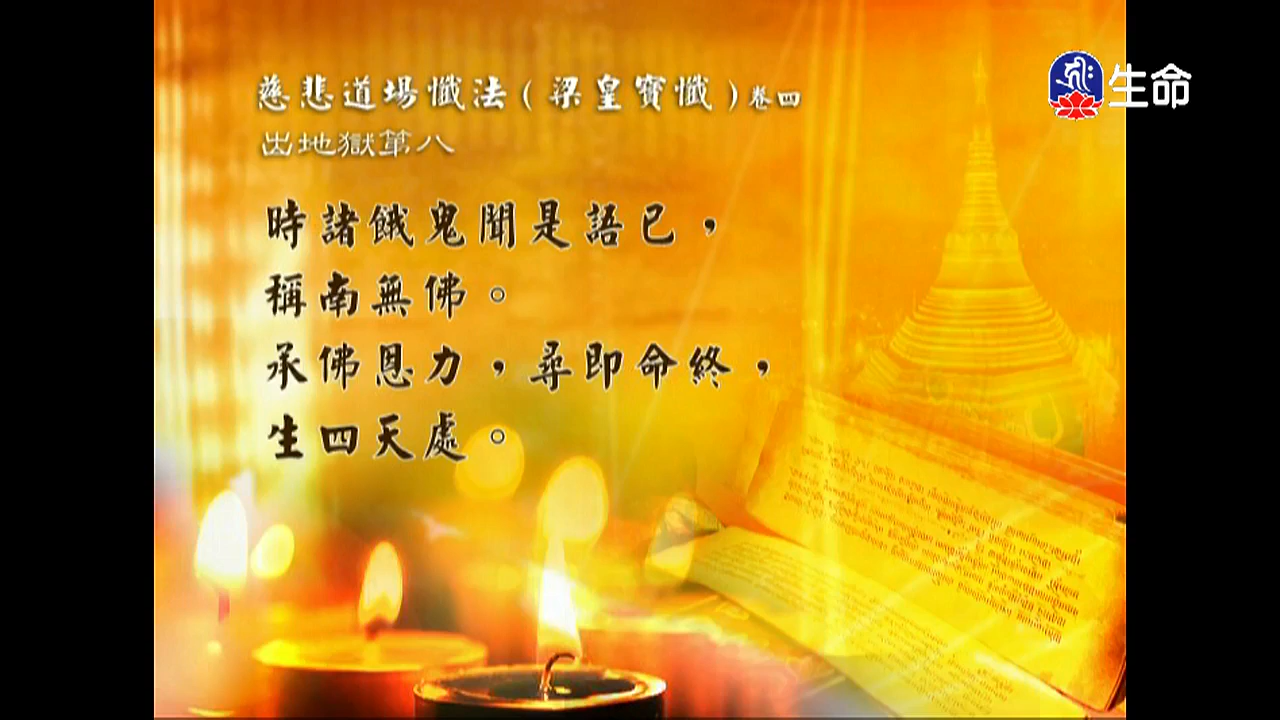 慈悲道場懺法(梁皇寶懺)卷四
生命
出地獄第八
時諸餓鬼聞是語已，
稱南無佛。
承佛恩力，尋即命終，
生四天處。